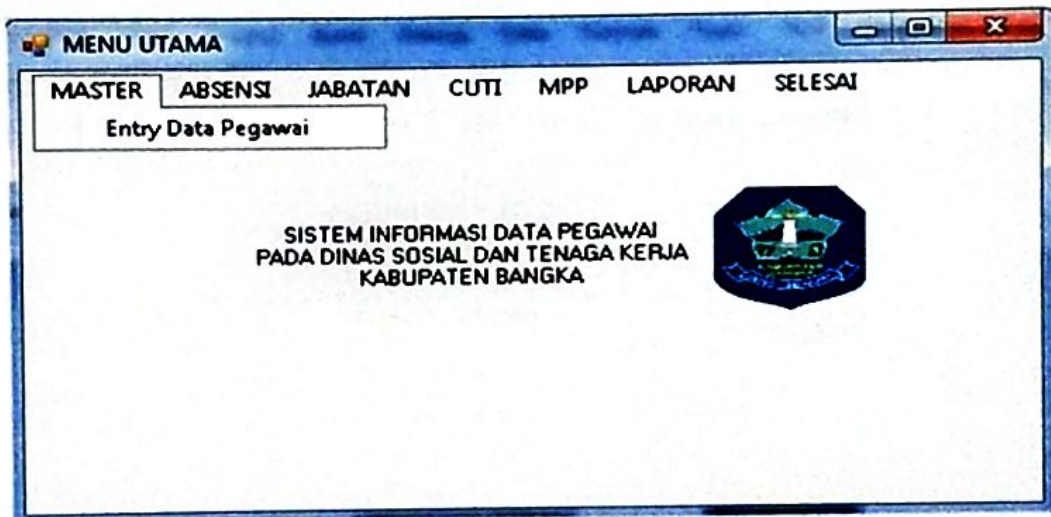 MENU UTAMA
MASTER ABSENSI JABATAN CUTI MPP LAPORAN SELESAI
Entry Data Pegawai
SISTEM INFORMASI DATA PEGAWAI
PADA DINAS SOSIAL DAN TENAGA KERJA
KABUPATEN BANGKA